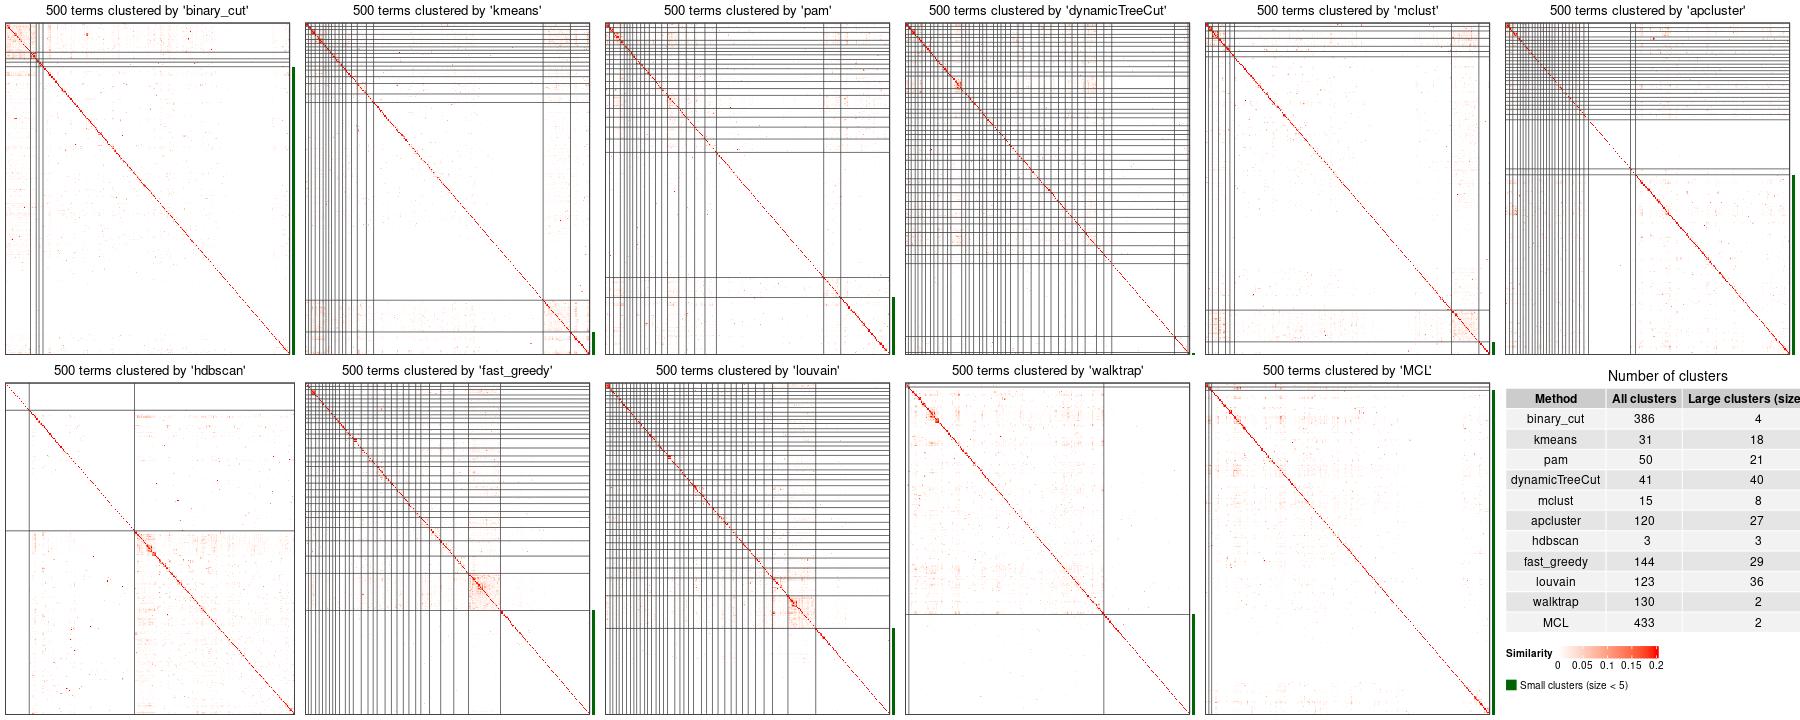 500 terms clustered by 'binary_cut'
500 terms clustered by 'kmeans'
500 terms clustered by 'pam'
500 terms clustered by 'dynamicTreeCut'
500 terms clustered by 'mclust'
500 terms clustered by 'apcluster'
500 terms clustered by 'hdbscan'
500 terms clustered by 'fast_greedy'
500 terms clustered by 'louvain'
500 terms clustered by 'walktrap'
500 terms clustered by 'MCL'
Number of clusters
Method All clusters Large clusters (size
binary_cut 386 4
kmeans 31 18
pam 50 21
dynamicTreeCut 41 40
mclust 15 8
apcluster 120 27
hdbscan 3 3
fast_greedy 144 29
louvain 123 36
walktrap 130 2
MCL 433 2
Similarity
0 0.05 0.1 0.15 0.2
Small clusters (size < 5)